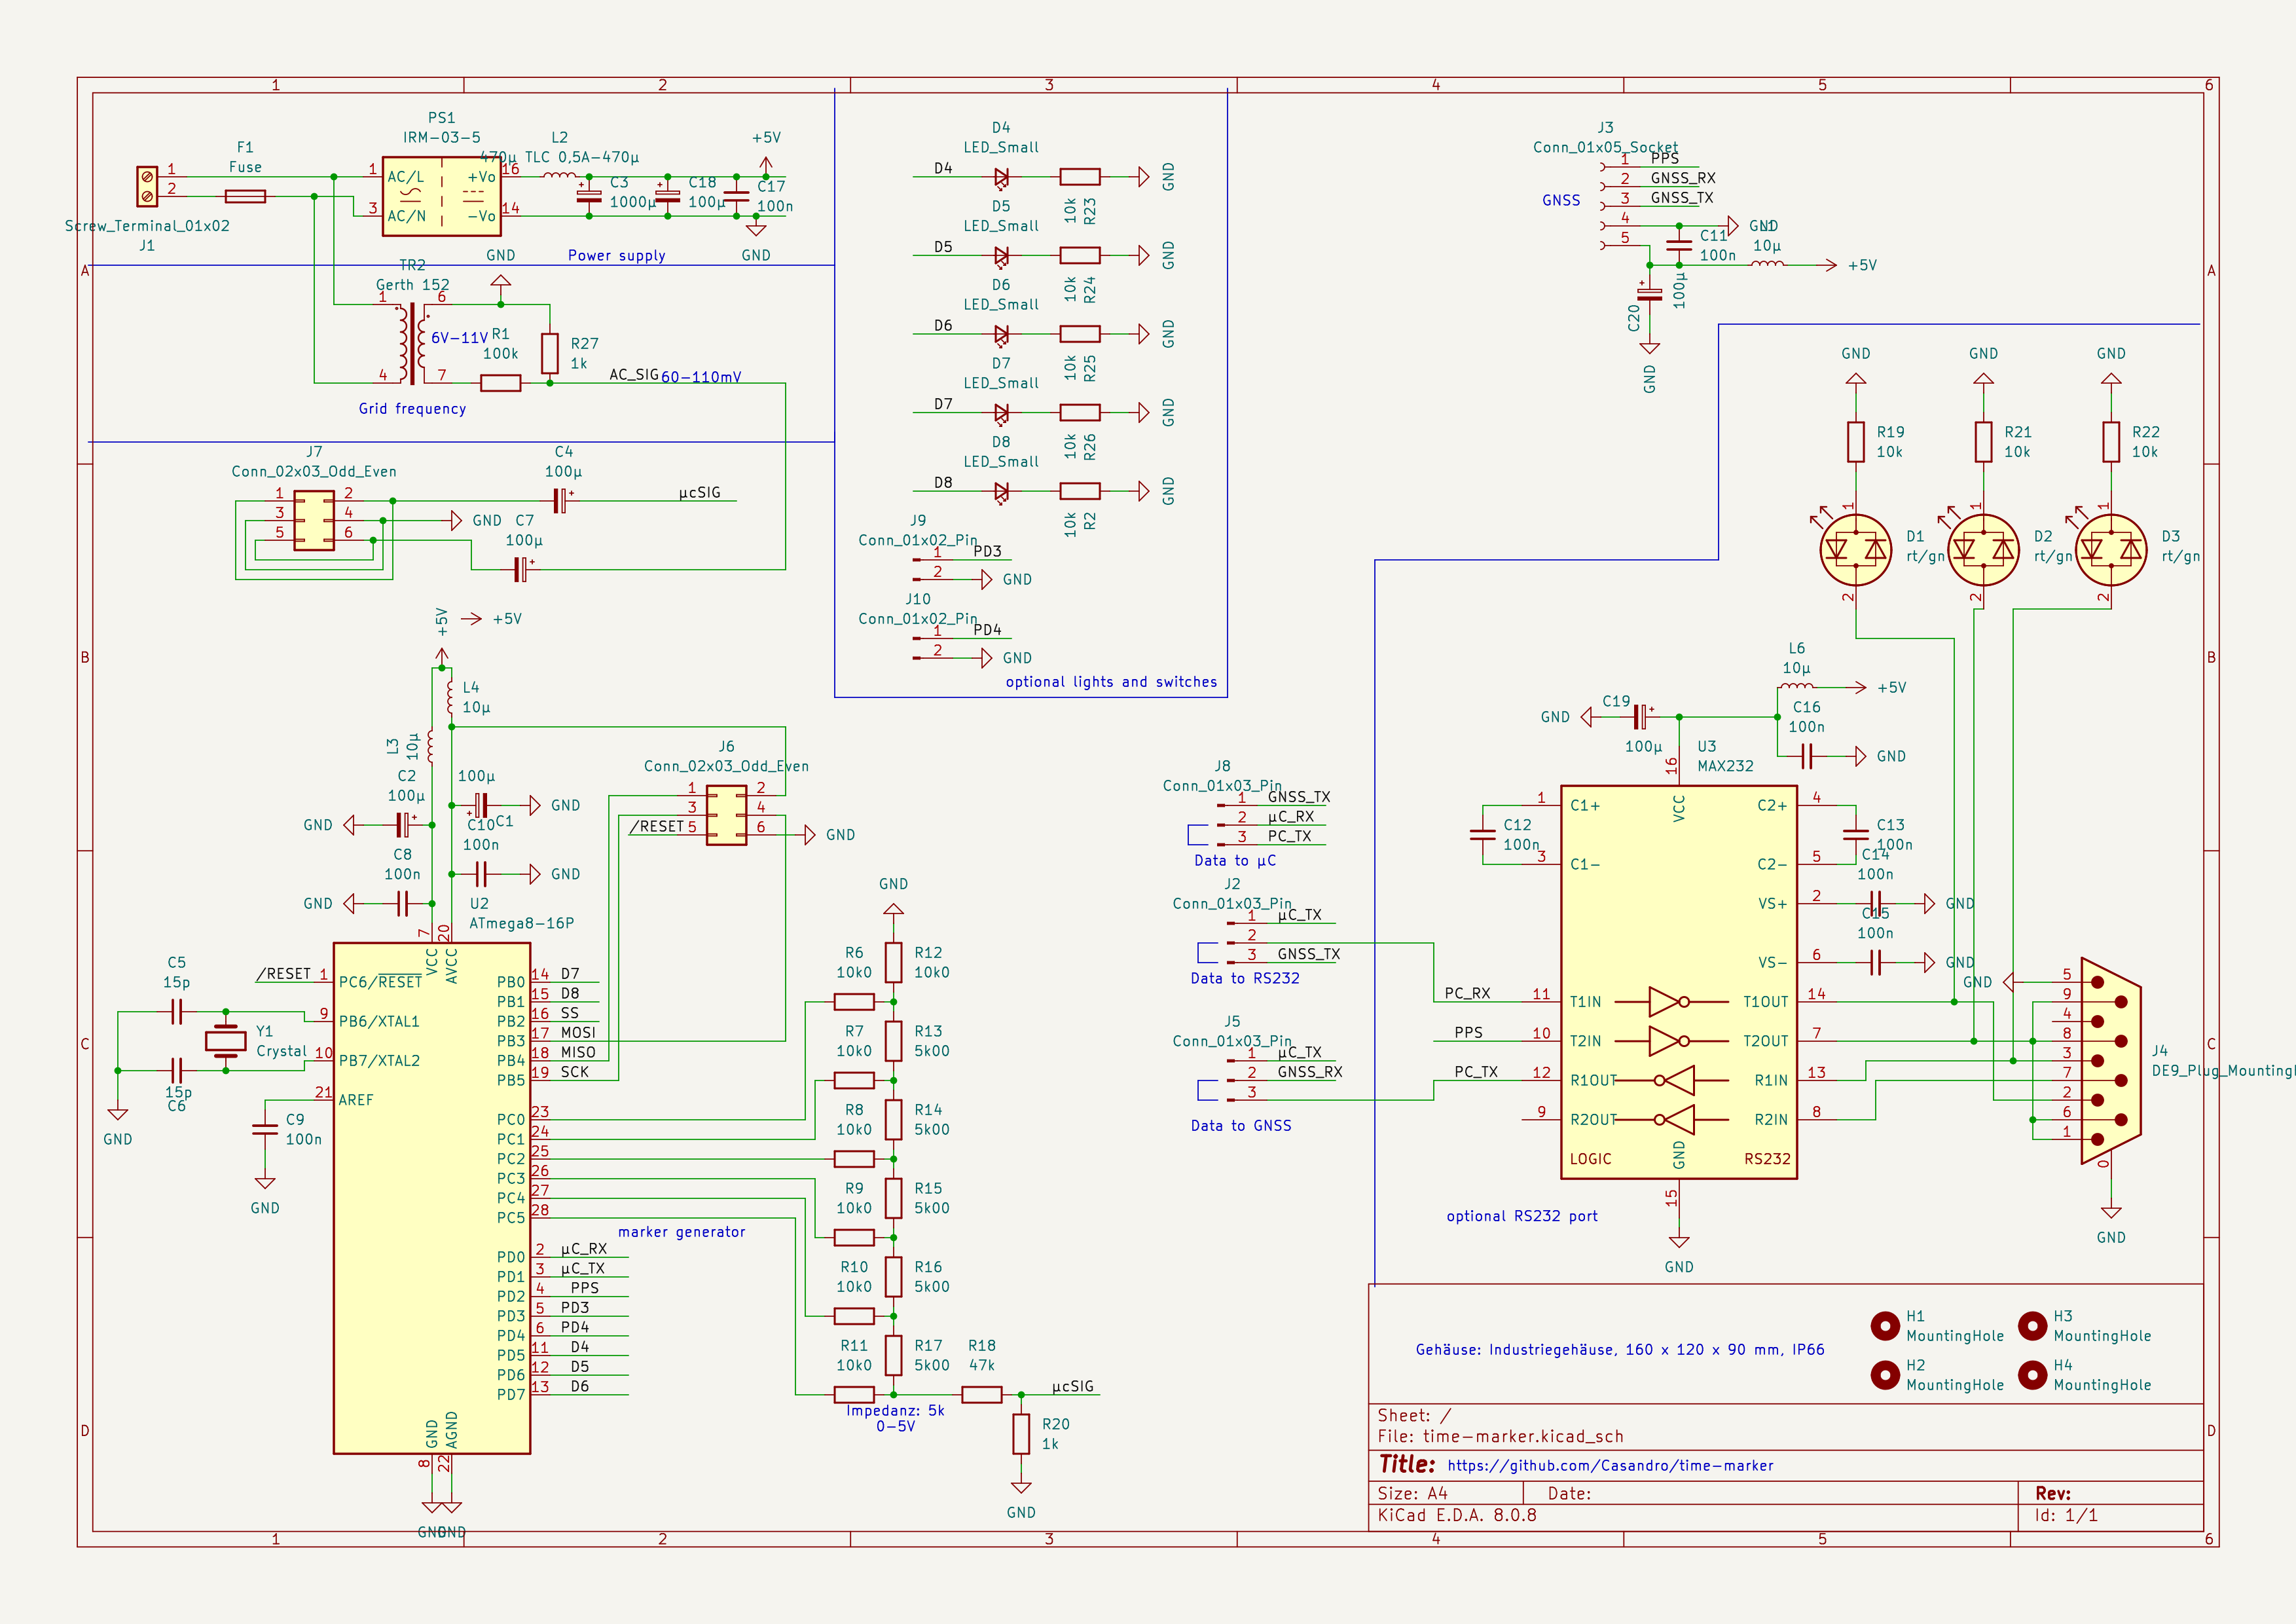 1 2 3 4 5 6
A
B
C
D
PS1
IRM-03-5
F1
Fuse
L2
470µ TLC 0,5A-470µ
+5V
1
2
1 AC/L
3 AC/N
+Vo 16
-Vo 14
C3
1000µ
C18
100µ
C17
100n
Screw_Terminal_01x02
J1
GND
GND
Power supply
TR2
Gerth 152
1
6
4
7
6V-11V
R1
100k
R27
1k
AC_SIG
60-110mV
Grid frequency
J7
Conn_02x03_Odd_Even
1 2
3 4
5 6
C4
100µ
µcSIG
GND
C7
100µ
D4
LED_Small
D4
10k
R23
GND
D5
LED_Small
D5
10k
R24
GND
D6
LED_Small
D6
10k
R25
GND
D7
LED_Small
D7
10k
R26
GND
D8
LED_Small
D8
10k
R2
GND
J9
Conn_01x02_Pin
1 PD3
2 GND
J10
Conn_01x02_Pin
1 PD4
2 GND
optional lights and switches
J3
Conn_01x05_Socket
1 PPS
2 GNSS_RX
3 GNSS_TX
4
5
GNSS
GND
L1
10µ
C11
100n
+5V
C20
100µ
GND
GND
GND
GND
R19
10k
R21
10k
R22
10k
1
1
1
D1
rt/gn
D2
rt/gn
D3
rt/gn
2
2
2
+5V
+5V
L4
10µ
L3
10µ
C2
100µ
GND
100µ
C1
GND
C10
100n
GND
C8
100n
GND
J6
Conn_02x03_Odd_Even
1 2
3 4
/RESET 5 6
GND
U2
ATmega8-16P
7 VCC
20 AVCC
/RESET 1 PC6/RESET
9 PB6/XTAL1
10 PB7/XTAL2
21 AREF
C5
15p
15p
C6
Y1
Crystal
GND
C9
100n
GND
PB0 14 D7
PB1 15 D8
PB2 16 SS
PB3 17 MOSI
PB4 18 MISO
PB5 19 SCK
PC0 23
PC1 24
PC2 25
PC3 26
PC4 27
PC5 28
PD0 2 µC_RX
PD1 3 µC_TX
PD2 4 PPS
PD3 5 PD3
PD4 6 PD4
PD5 11 D4
PD6 12 D5
PD7 13 D6
GND 8
AGND 22
GND
GND
marker generator
GND
R6
10k0
R12
10k0
R7
10k0
R13
5k00
R8
10k0
R14
5k00
R9
10k0
R15
5k00
R10
10k0
R16
5k00
R11
10k0
R17
5k00
R18
47k
µcSIG
Impedanz: 5k
0-5V
R20
1k
GND
J8
Conn_01x03_Pin
1 GNSS_TX
2 µC_RX
3 PC_TX
Data to µC
J2
Conn_01x03_Pin
1 µC_TX
2
3 GNSS_TX
Data to RS232
J5
Conn_01x03_Pin
1 µC_TX
2 GNSS_RX
3
Data to GNSS
L6
10µ
+5V
C19
100µ
GND
C16
100n
GND
U3
MAX232
16 VCC
1 C1+
3 C1-
C12
100n
C2+ 4
C2- 5
C13
100n
C14
100n
VS+ 2
GND
C15
100n
VS- 6
GND
PC_RX 11 T1IN
T1OUT 14
PPS 10 T2IN
T2OUT 7
PC_TX 12 R1OUT
R1IN 13
9 R2OUT
R2IN 8
LOGIC
GND
RS232
15
GND
optional RS232 port
GND 5
9
4
8
3
7
2
6
1
0
J4
DE9_Plug_Mounting
GND
Gehäuse: Industriegehäuse, 160 x 120 x 90 mm, IP66
H1
MountingHole
H3
MountingHole
H2
MountingHole
H4
MountingHole
Sheet: /
File: time-marker.kicad_sch
Title: https://github.com/Casandro/time-marker
Size: A4 Date: Rev:
KiCad E.D.A. 8.0.8 Id: 1/1
A
B
C
D
1 2 3 4 5 6